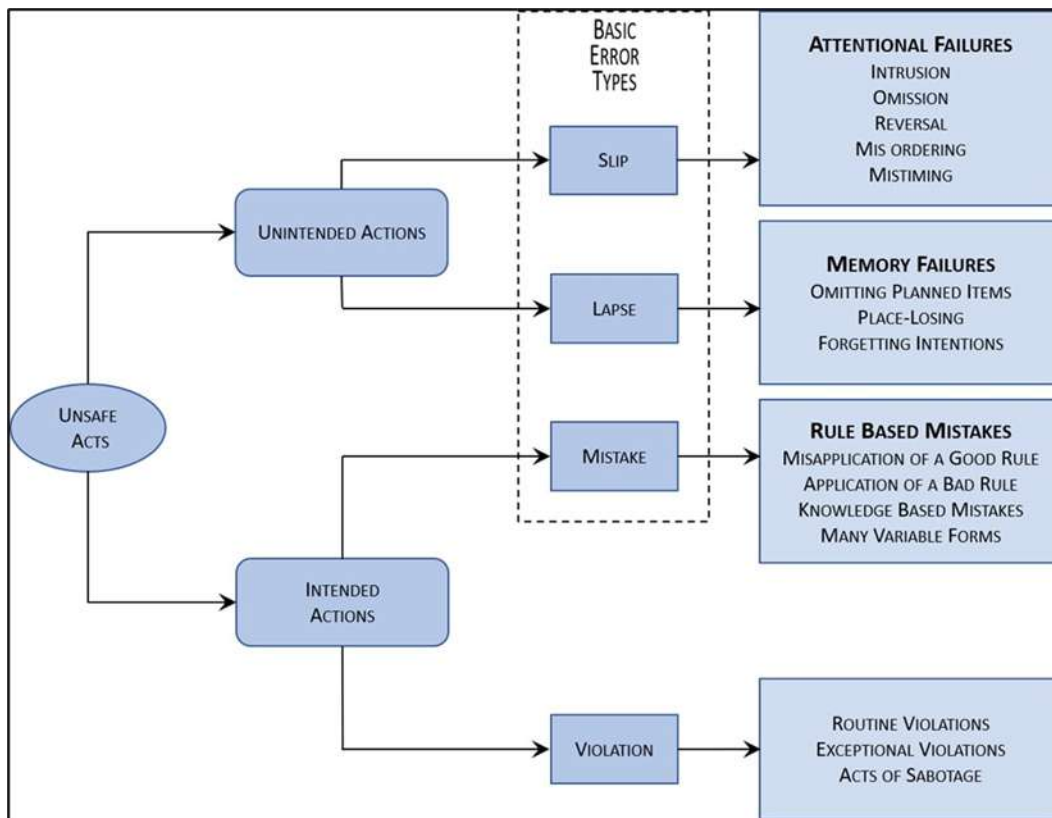 BASIC
ERROR
TYPES
ATTENTIONAL FAILURES
INTRUSION
OMISSION
REVERSAL
MIS ORDERING
MISTIMING
SLIP
UNINTENDED ACTIONS
MEMORY FAILURES
OMITTING PLANNED ITEMS
PLACE-LOSING
FORGETTING INTENTIONS
LAPSE
UNSAFE
ACTS
RULE BASED MISTAKES
MISAPPLICATION OF A GOOD RULE
APPLICATION OF A BAD RULE
KNOWLEDGE BASED MISTAKES
MANY VARIABLE FORMS
MISTAKE
INTENDED
ACTIONS
VIOLATION
ROUTINE VIOLATIONS
EXCEPTIONAL VIOLATIONS
ACTS OF SABOTAGE